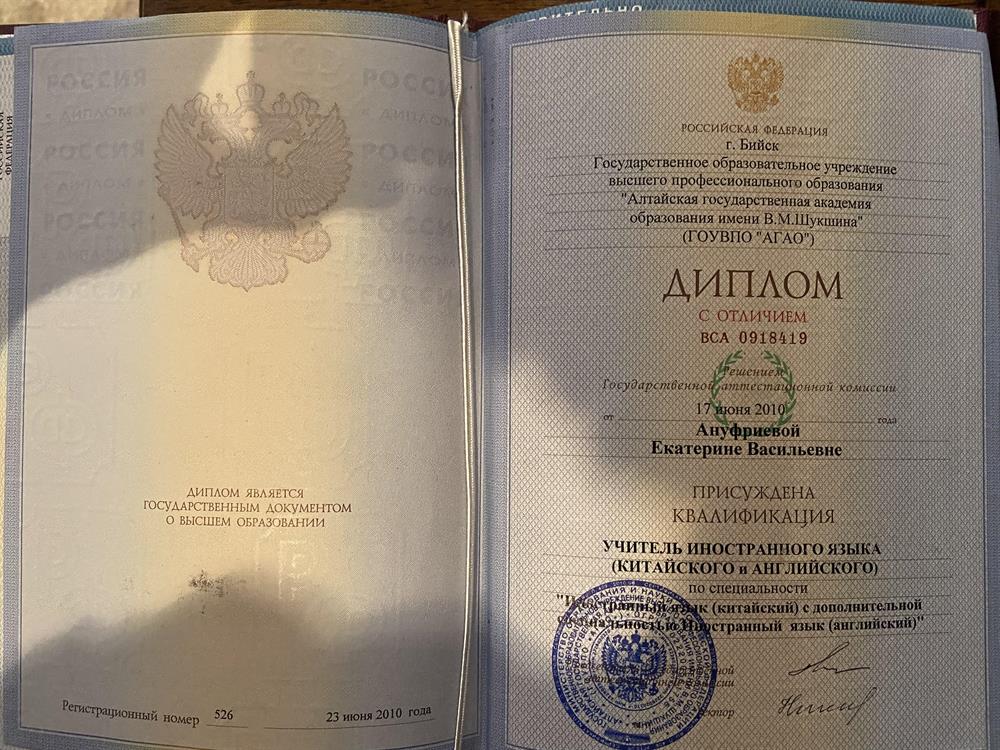 ДИПЛОМ ЯВЛЯЕТСЯ
ГОСУДАРСТВЕННЫМ ДОКУМЕНТОМ
О ВЫСШЕМ ОБРАЗОВАНИИ
Регистрационный номер 526 23 июня 2010 года
РОССИЙСКАЯ ФЕДЕРАЦИЯ
г. Бийск
Государственное образовательное учреждение
высшего профессионального образования
"Алтайская государственная академия
образования имени В.М.Шукшина"
(ГОУВПО "АГАО")
ДИПЛОМ
С ОТЛИЧИЕМ
ВСА 0918419
Решением
Государственной аттестационной комиссии
от 17 июня 2010 года
Ануфриевой
Екатерине Васильевне
ПРИСУЖДЕНА
КВАЛИФИКАЦИЯ
УЧИТЕЛЬ ИНОСТРАННОГО ЯЗЫКА
(КИТАЙСКОГО и АНГЛИЙСКОГО)
по специальности
"Иностранный язык (китайский) с дополнительной
специальностью Иностранный язык (английский)"